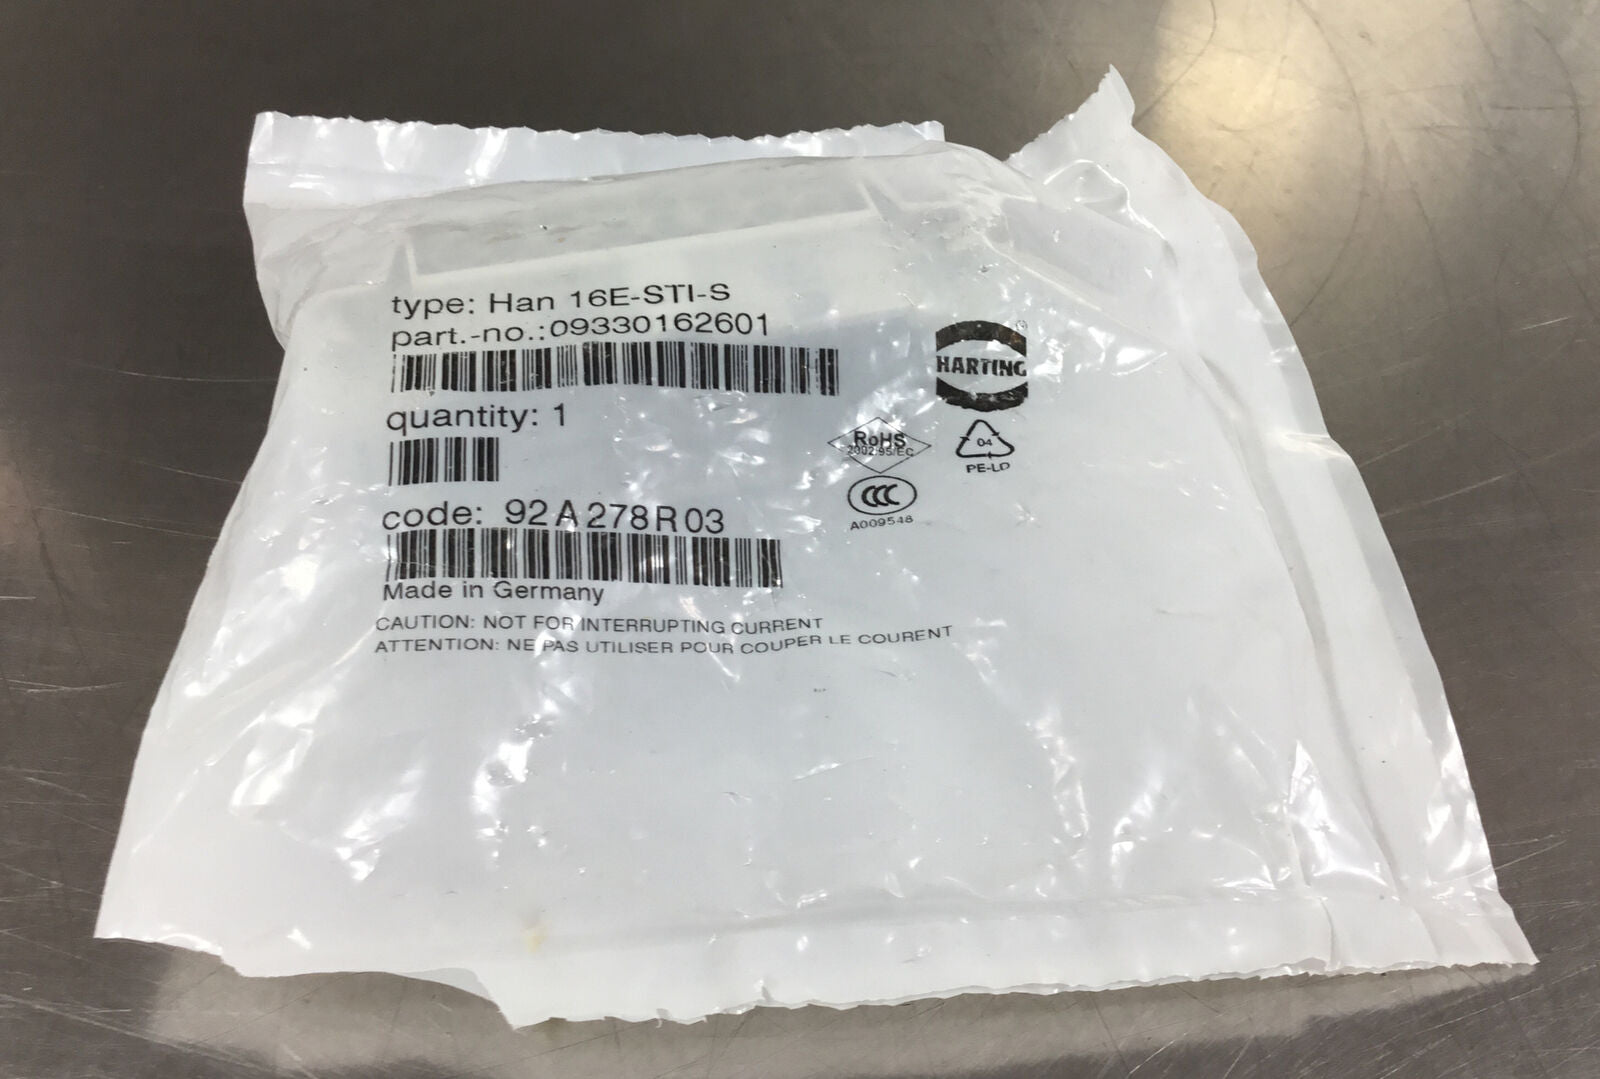 type: Han 16E-STI-S
part.-no.:09330162601
HARTING
®
quantity: 1
RoHS
2002/95/EC
04
PE-LD
CCC
A009548
code: 92 A 278 R 03
Made in Germany
CAUTION: NOT FOR INTERRUPTING CURRENT
ATTENTION: NE PAS UTILISER POUR COUPER LE COURENT